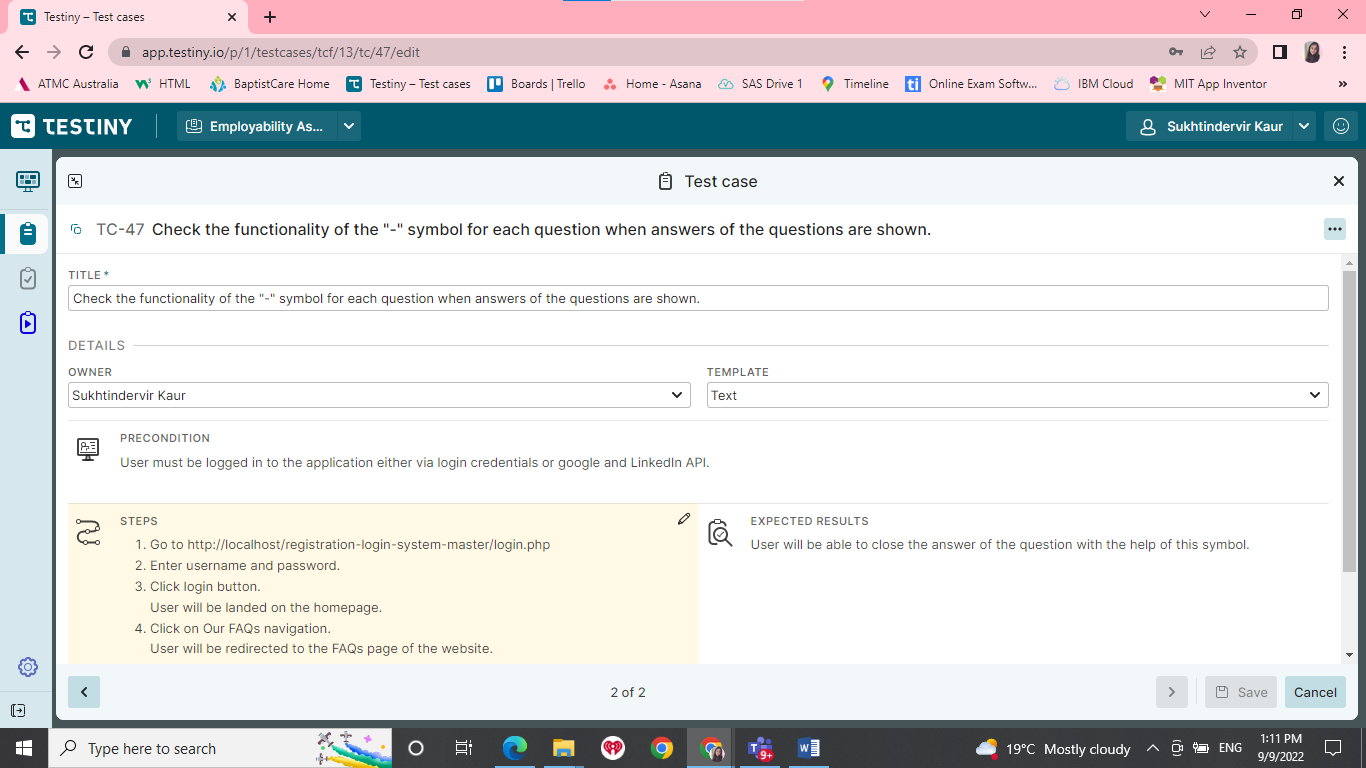 Testiny – Test cases
app.testiny.io/p/1/testcases/tcf/13/tc/47/edit
ATMC Australia
HTML
BaptistCare Home
Testiny – Test cases
Boards | Trello
Home - Asana
SAS Drive 1
Timeline
Online Exam Softw...
IBM Cloud
MIT App Inventor
»
TESTINY
Employability As...
Sukhtindervir Kaur
Test case
TC-47 Check the functionality of the "-" symbol for each question when answers of the questions are shown.
TITLE *
Check the functionality of the "-" symbol for each question when answers of the questions are shown.
DETAILS
OWNER
Sukhtindervir Kaur
TEMPLATE
Text
PRECONDITION
User must be logged in to the application either via login credentials or google and LinkedIn API.
STEPS
1. Go to http://localhost/registration-login-system-master/login.php
2. Enter username and password.
3. Click login button.
User will be landed on the homepage.
4. Click on Our FAQs navigation.
User will be redirected to the FAQs page of the website.
EXPECTED RESULTS
User will be able to close the answer of the question with the help of this symbol.
2 of 2
Save
Cancel
Type here to search
9+
19°C Mostly cloudy
ENG
1:11 PM
9/9/2022